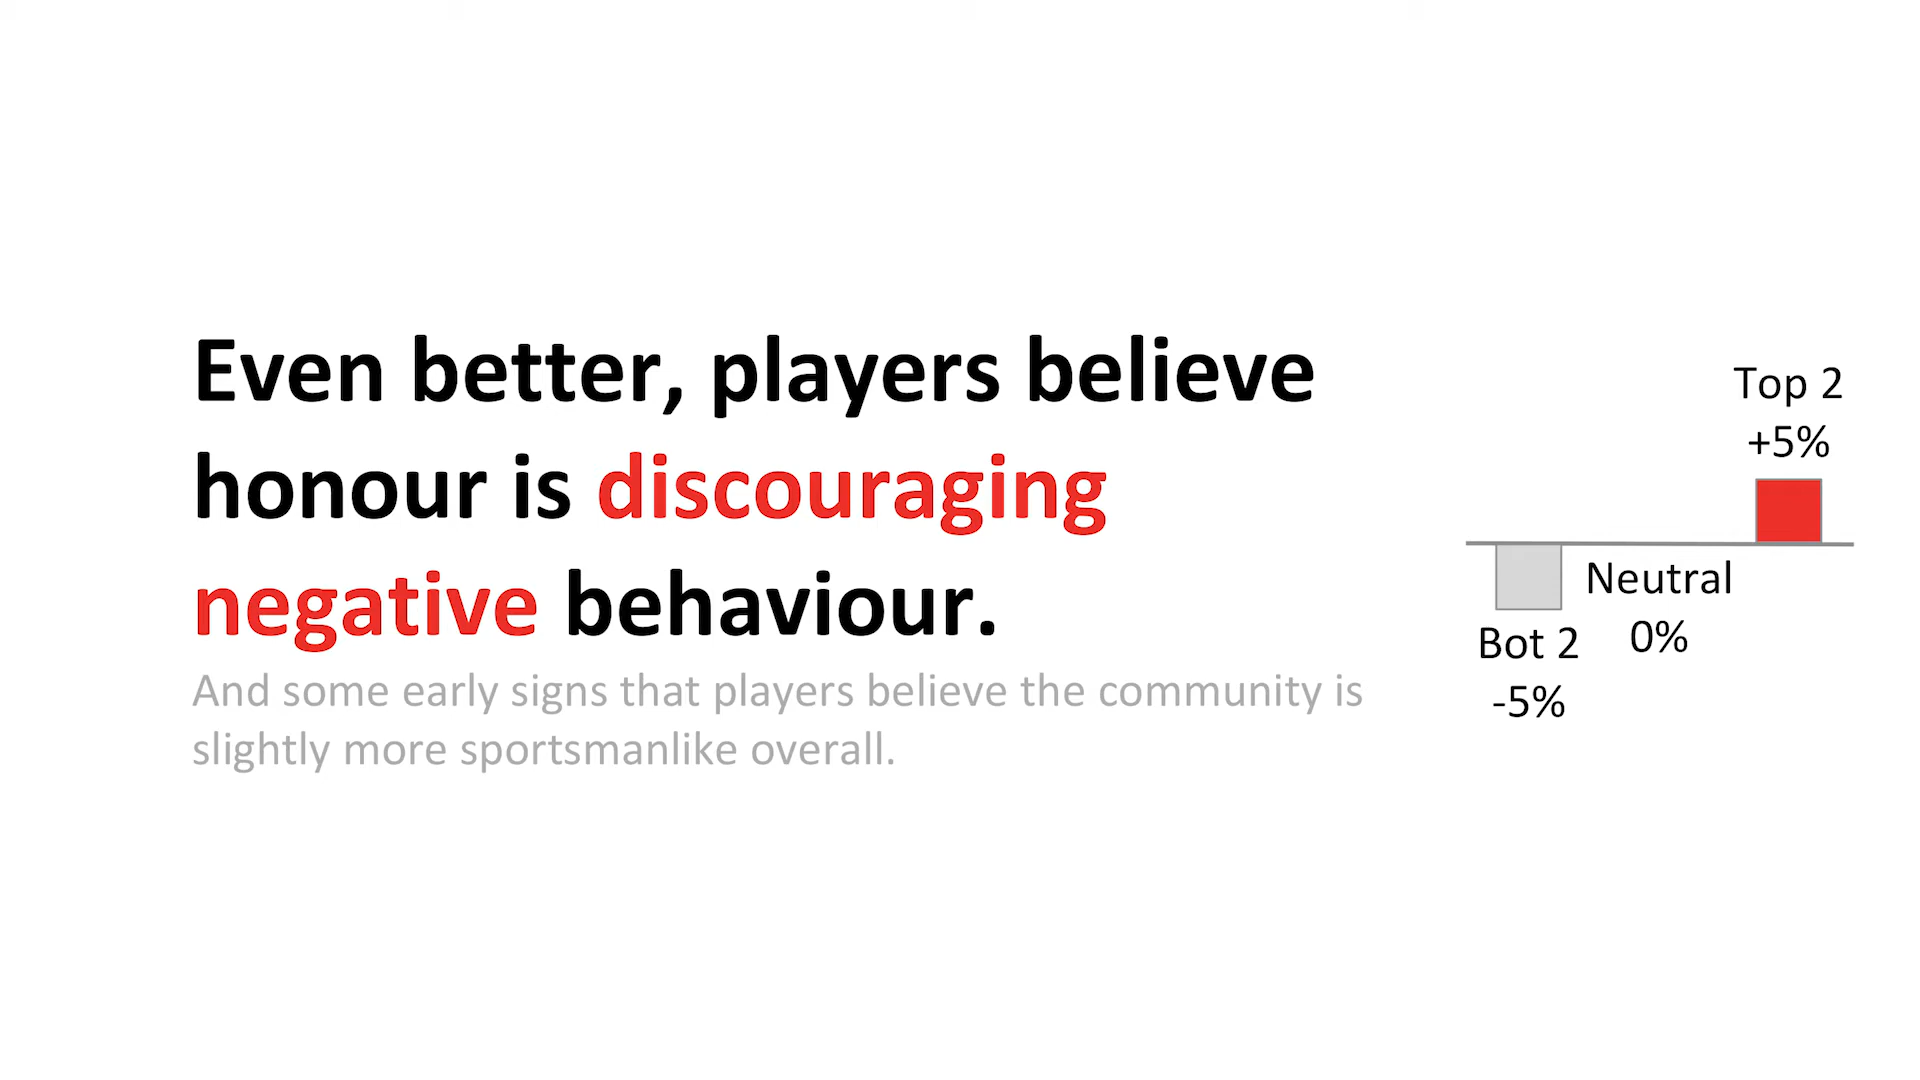 Even better, players believe
honour is discouraging
negative behaviour.
And some early signs that players believe the community is
slightly more sportsmanlike overall.
Top 2
+5%
Neutral
0%
Bot 2
-5%